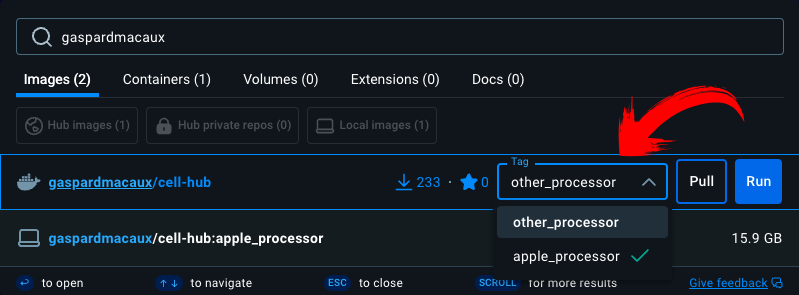 gaspardmacaux
Images (2) Containers (1) Volumes (0) Extensions (0) Docs (0)
Hub images (1) Hub private repos (0) Local images (1)
Tag
gaspardmacaux/cell-hub 233 · 0 other_processor Pull Run
other_processor
gaspardmacaux/cell-hub:apple_processor 15.9 GB
apple_processor
to open to navigate ESC to close SCROLL for more results Give feedback